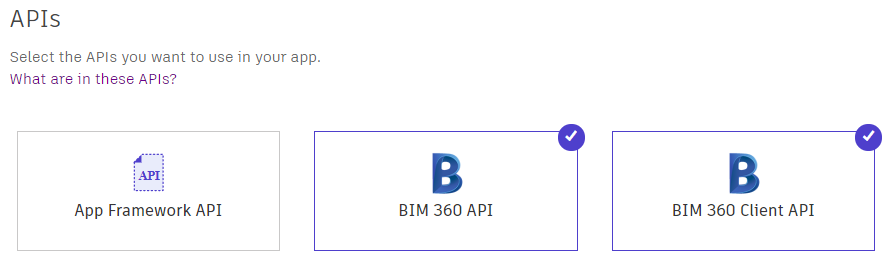 APIs
Select the APIs you want to use in your app.
What are in these APIs?
API
App Framework API
B
BIM 360 API
B
BIM 360 Client API